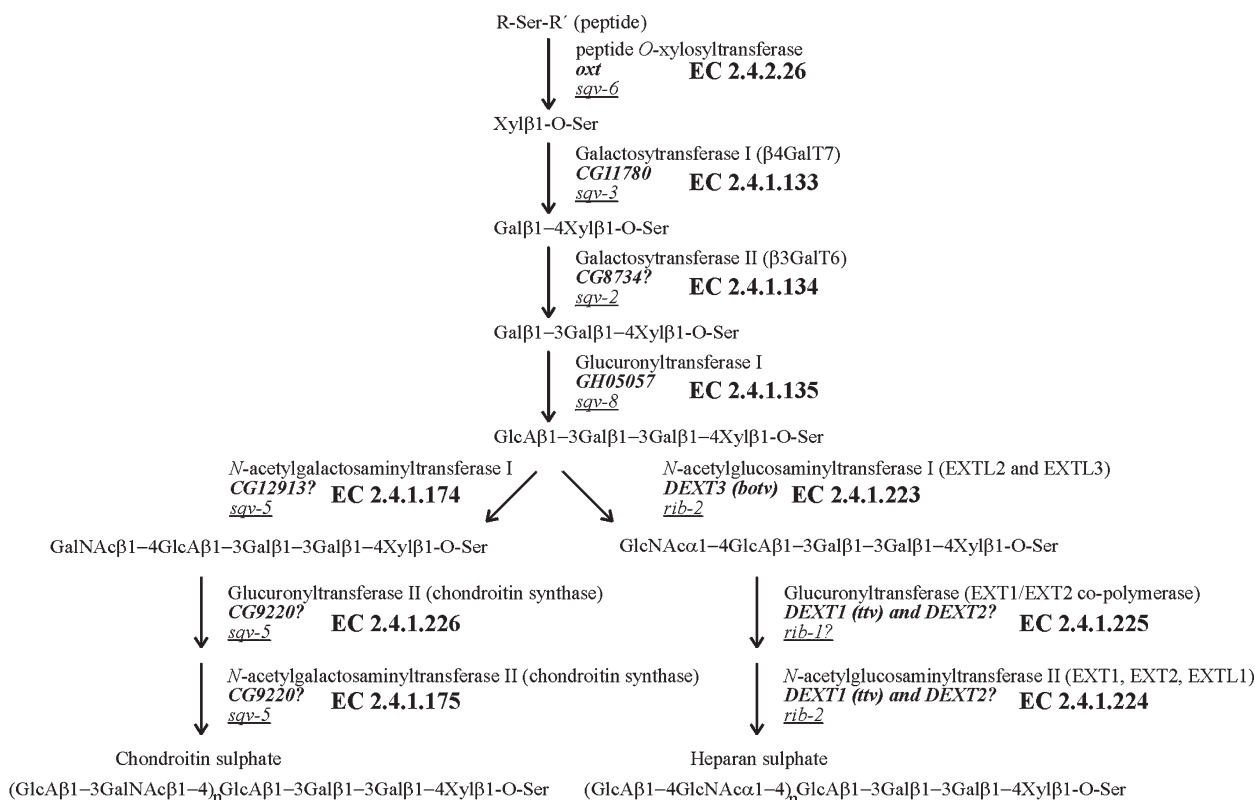 R-Ser-R´ (peptide)
peptide O-xylosyltransferase
oxt EC 2.4.2.26
sqv-6
Xylβ1-O-Ser
Galactosytransferase I (β4GalT7)
CG11780 EC 2.4.1.133
sqv-3
Galβ1–4Xylβ1-O-Ser
Galactosytransferase II (β3GalT6)
CG8734? EC 2.4.1.134
sqv-2
Galβ1–3Galβ1–4Xylβ1-O-Ser
Glucuronyltransferase I
GH05057 EC 2.4.1.135
sqv-8
GlcAβ1–3Galβ1–3Galβ1–4Xylβ1-O-Ser
N-acetylgalactosaminyltransferase I
CG12913? EC 2.4.1.174
sqv-5
N-acetylglucosaminyltransferase I (EXTL2 and EXTL3)
DEXT3 (botv) EC 2.4.1.223
rib-2
GalNAcβ1–4GlcAβ1–3Galβ1–3Galβ1–4Xylβ1-O-Ser
GlcNAcα1–4GlcAβ1–3Galβ1–3Galβ1–4Xylβ1-O-Ser
Glucuronyltransferase II (chondroitin synthase)
CG9220? EC 2.4.1.226
sqv-5
Glucuronyltransferase (EXT1/EXT2 co-polymerase)
DEXT1 (ttv) and DEXT2? EC 2.4.1.225
rib-1?
N-acetylgalactosaminyltransferase II (chondroitin synthase)
CG9220? EC 2.4.1.175
sqv-5
N-acetylglucosaminyltransferase II (EXT1, EXT2, EXTL1)
DEXT1 (ttv) and DEXT2? EC 2.4.1.224
rib-2
Chondroitin sulphate
(GlcAβ1–3GalNAcβ1–4)nGlcAβ1–3Galβ1–3Galβ1–4Xylβ1-O-Ser
Heparan sulphate
(GlcAβ1–4GlcNAcα1–4)nGlcAβ1–3Galβ1–3Galβ1–4Xylβ1-O-Ser